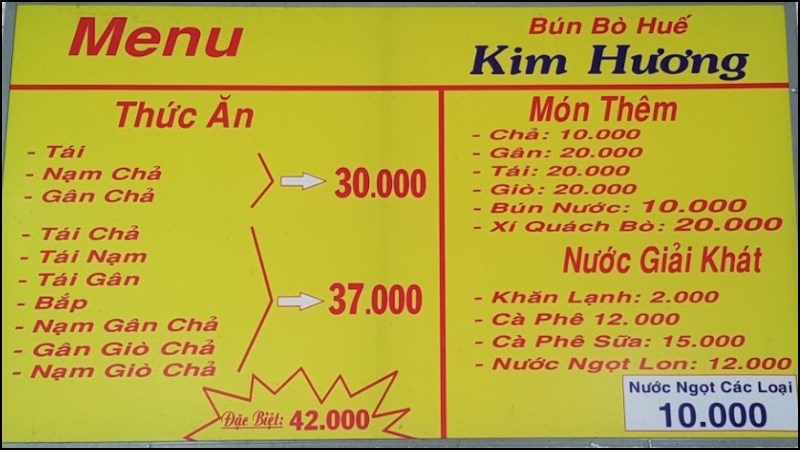 Menu
Bún Bò Huế
Kim Hương
Thức Ăn
- Tái
- Nạm Chả
- Gân Chả
30.000
- Tái Chả
- Tái Nạm
- Tái Gân
- Bắp
- Nạm Gân Chả
- Gân Giò Chả
- Nạm Giò Chả
37.000
Đặc Biệt: 42.000
Món Thêm
- Chả: 10.000
- Gân: 20.000
- Tái: 20.000
- Giò: 20.000
- Bún Nước: 10.000
- Xí Quách Bò: 20.000
Nước Giải Khát
- Khăn Lạnh: 2.000
- Cà Phê 12.000
- Cà Phê Sữa: 15.000
- Nước Ngọt Lon: 12.000
Nước Ngọt Các Loại
10.000